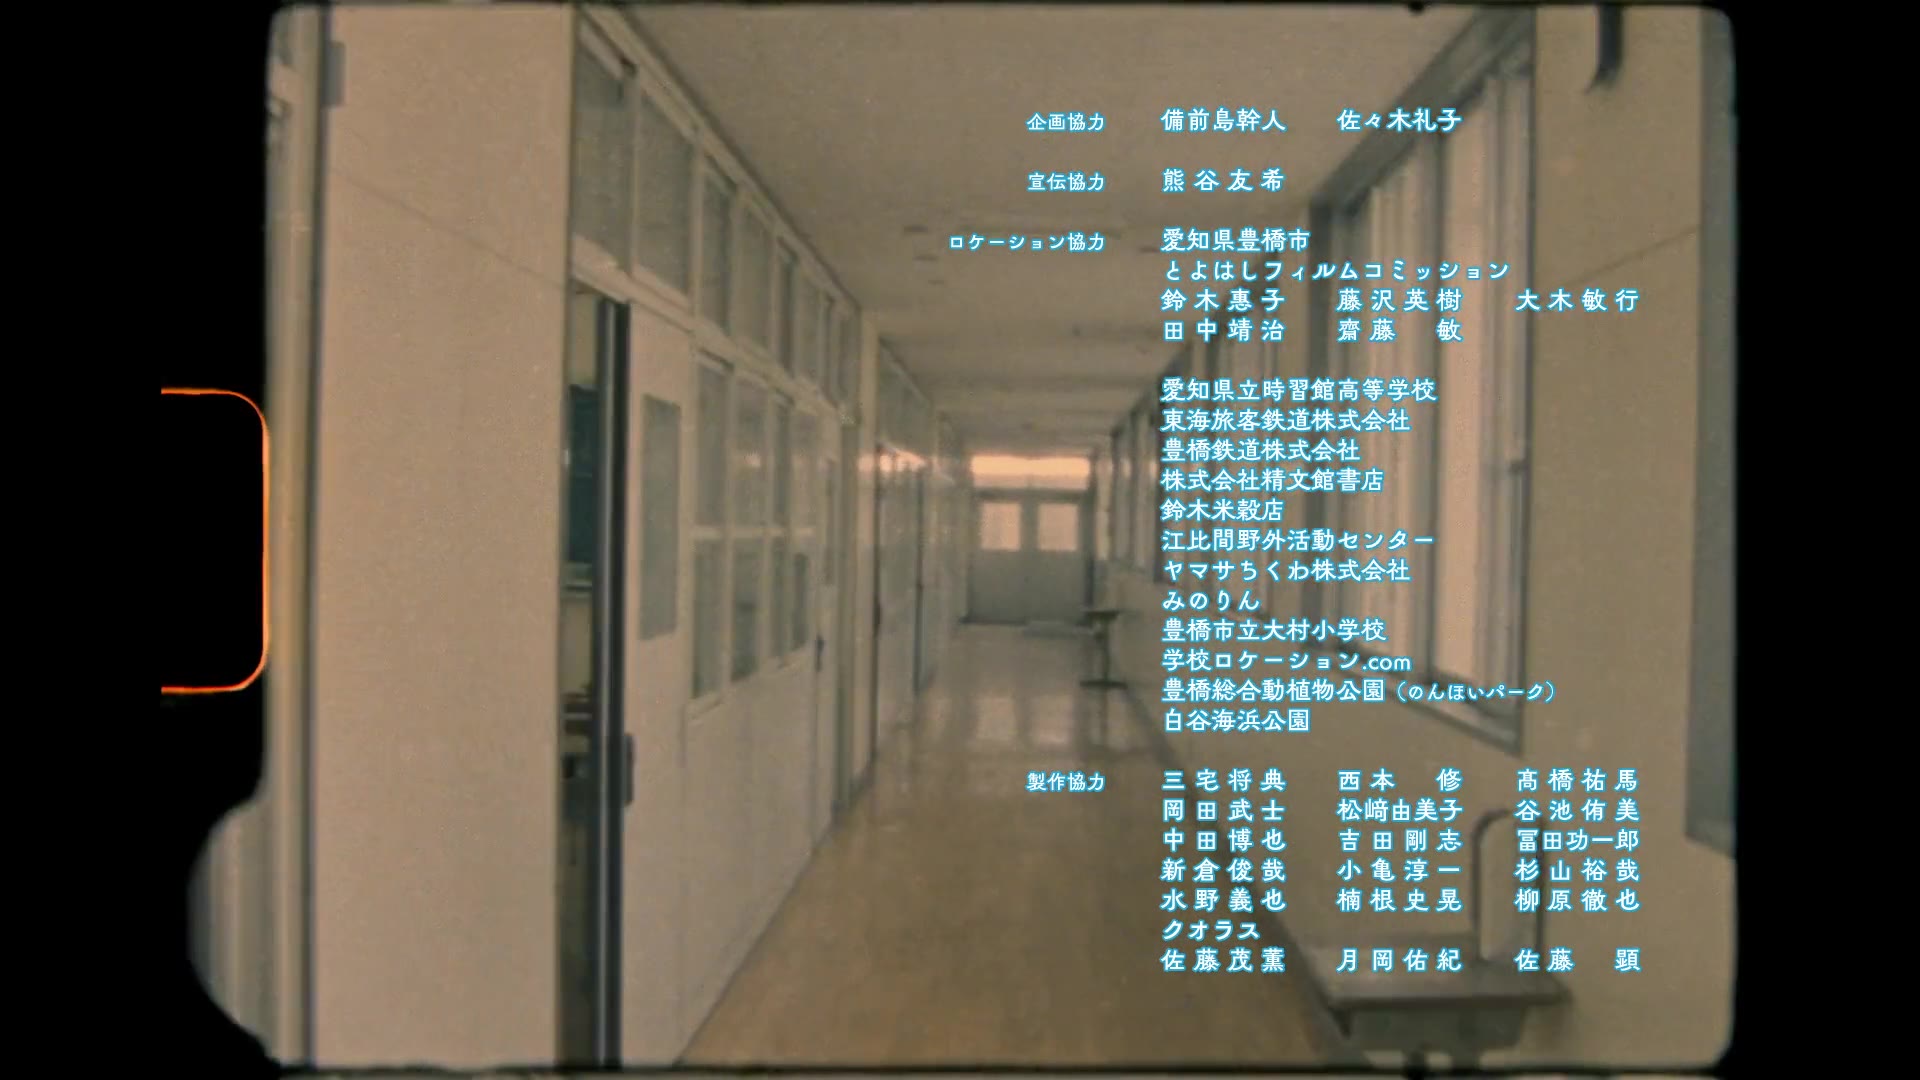 企画協力 備前島幹人 佐々木礼子
宣伝協力 熊谷友希
ロケーション協力 愛知県豊橋市
とよはしフィルムコミッション
鈴木惠子 藤沢英樹 大木敏行
田中靖治 齋藤 敏
愛知県立時習館高等学校
東海旅客鉄道株式会社
豊橋鉄道株式会社
株式会社精文館書店
鈴木米穀店
江比間野外活動センター
ヤマサちくわ株式会社
みのりん
豊橋市立大村小学校
学校ロケーション.com
豊橋総合動植物公園（のんほいパーク）
白谷海浜公園
製作協力 三宅将典 西本 修 髙橋祐馬
岡田武士 松﨑由美子 谷池侑美
中田博也 吉田剛志 冨田功一郎
新倉俊哉 小亀淳一 杉山裕哉
水野義也 楠根史晃 柳原徹也
クオラス
佐藤茂薫 月岡佑紀 佐藤 顕